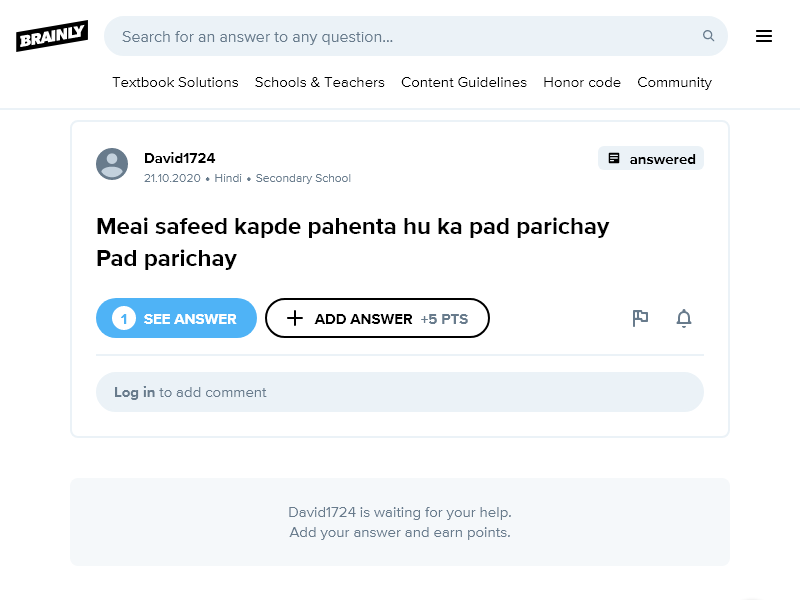 BRAINLY
Search for an answer to any question...
Textbook Solutions Schools & Teachers Content Guidelines Honor code Community
David1724
answered
21.10.2020 • Hindi • Secondary School
Meai safeed kapde pahenta hu ka pad parichay
Pad parichay
1 SEE ANSWER
ADD ANSWER +5 PTS
Log in to add comment
David1724 is waiting for your help.
Add your answer and earn points.